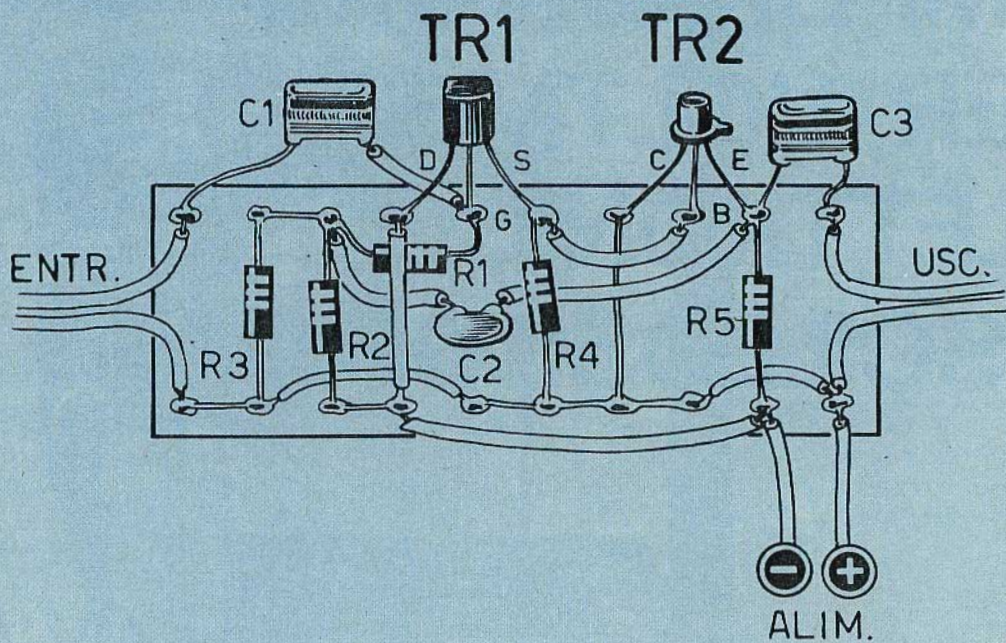 TR1
TR2
C1
C3
D
S
C
E
G
B
ENTR.
R1
USC.
R3
R2
C2
R4
R5
-
+
ALIM.